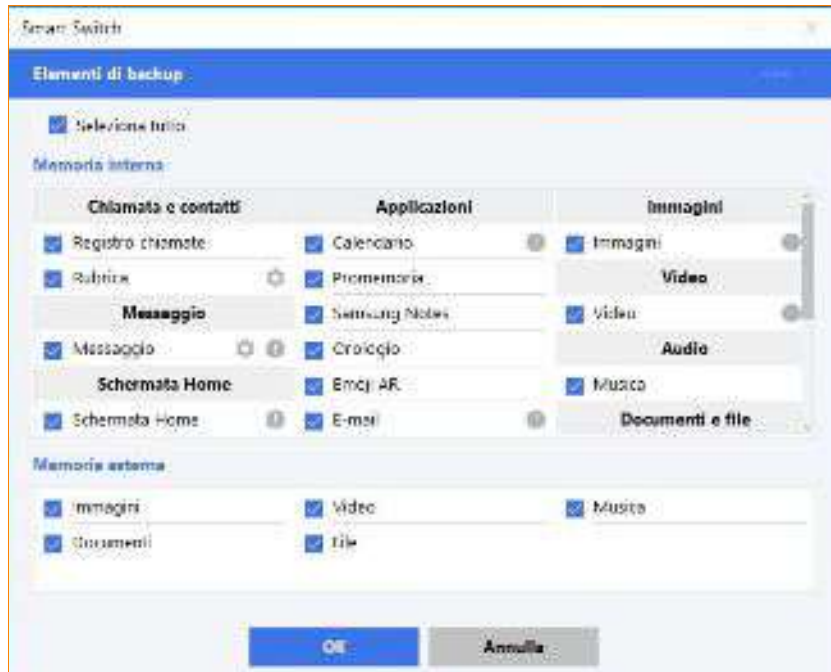 Smart Switch
Elementi di backup
Seleziona tutto
Memoria interna
Chiamata e contatti
Applicazioni
Immagini
Registro chiamate
Calendario
Immagini
Rubrica
Promemoria
Video
Messaggio
Samsung Notes
Video
Messaggio
Orologio
Audio
Schermata Home
Emoji AR
Musica
Schermata Home
E-mail
Documenti e file
Memoria esterna
Immagini
Video
Musica
Documenti
File
OK
Annulla